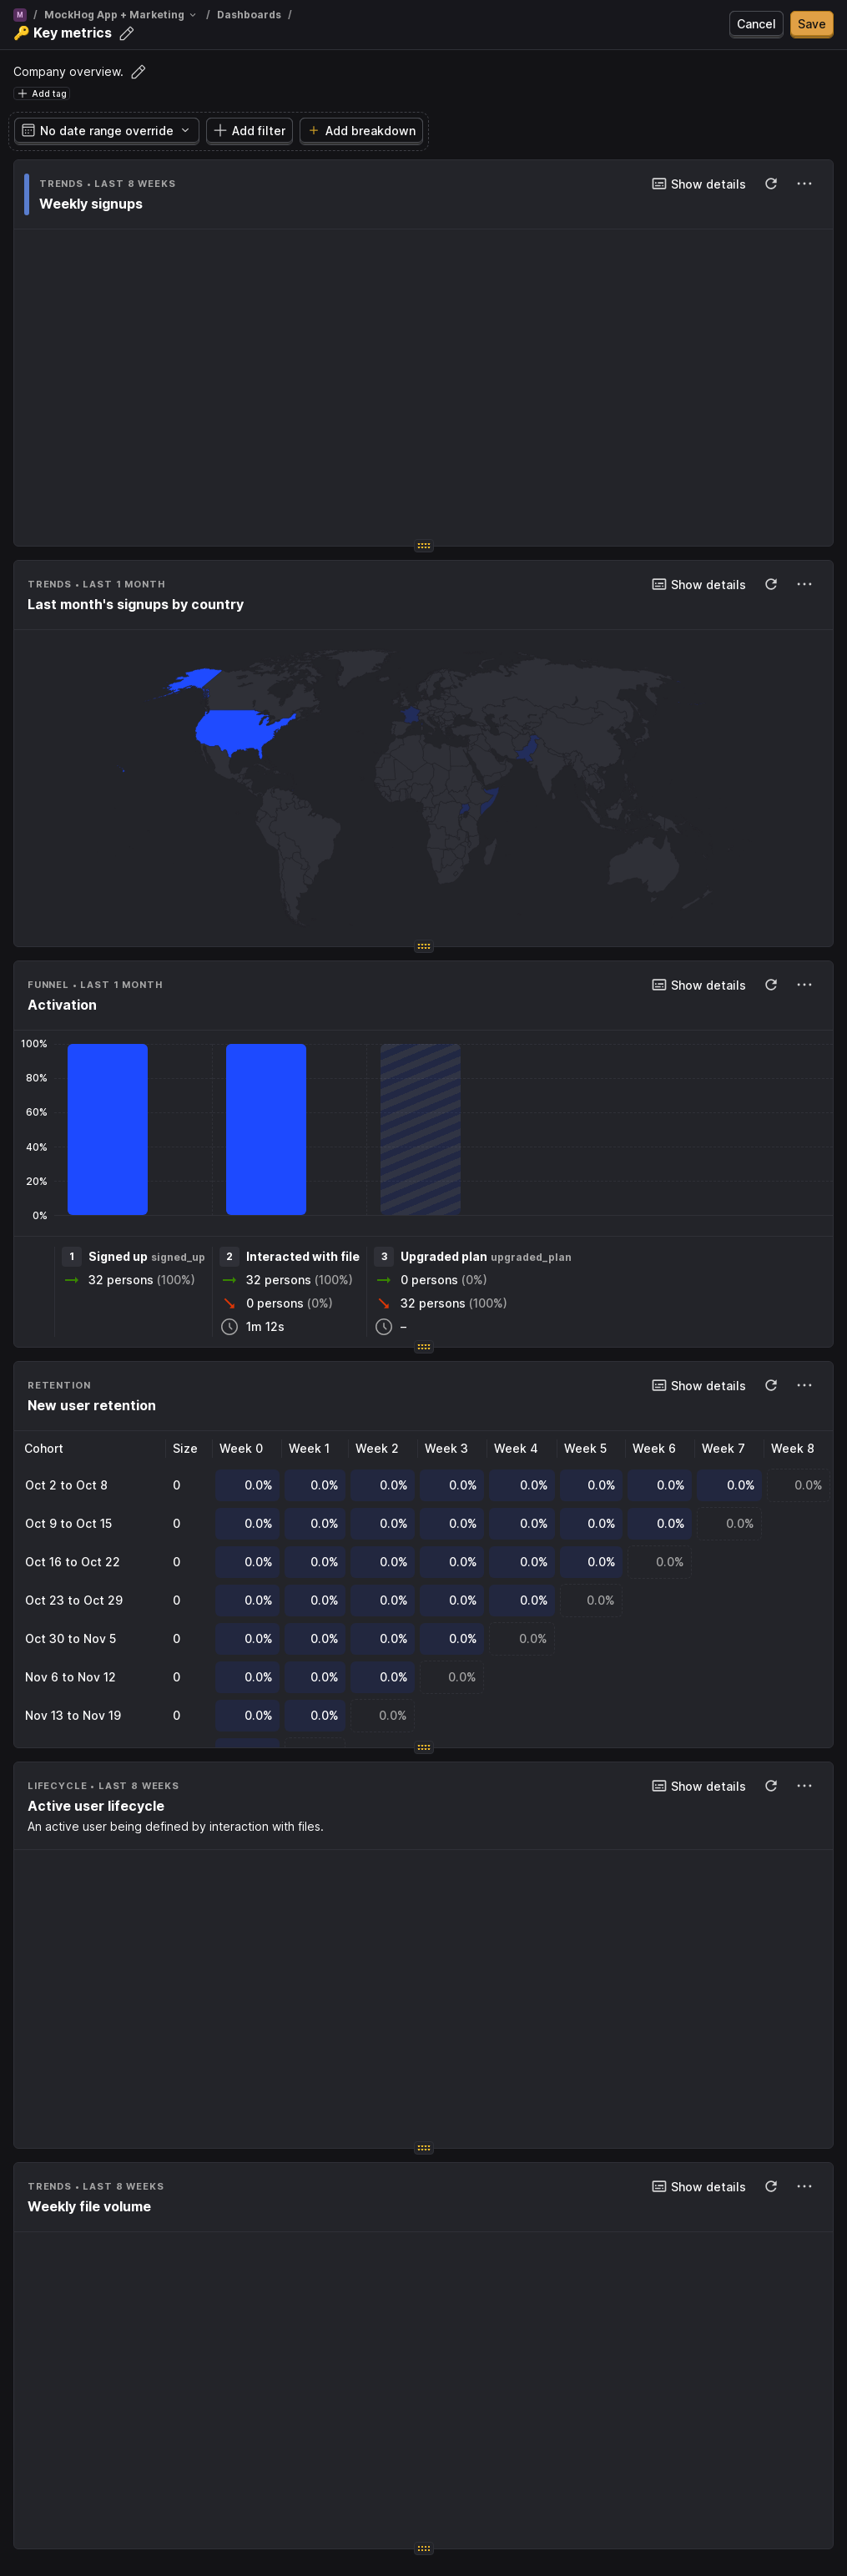 M / MockHog App + Marketing / Dashboards /
🔑 Key metrics
Cancel
Save
Company overview.
Add tag
No date range override
Add filter
Add breakdown
TRENDS • LAST 8 WEEKS
Show details
Weekly signups
TRENDS • LAST 1 MONTH
Show details
Last month's signups by country
FUNNEL • LAST 1 MONTH
Show details
Activation
100%
80%
60%
40%
20%
0%
1 Signed up signed_up
32 persons (100%)
2 Interacted with file
32 persons (100%)
0 persons (0%)
1m 12s
3 Upgraded plan upgraded_plan
0 persons (0%)
32 persons (100%)
–
RETENTION
Show details
New user retention
Cohort Size Week 0 Week 1 Week 2 Week 3 Week 4 Week 5 Week 6 Week 7 Week 8
Oct 2 to Oct 8 0 0.0% 0.0% 0.0% 0.0% 0.0% 0.0% 0.0% 0.0% 0.0%
Oct 9 to Oct 15 0 0.0% 0.0% 0.0% 0.0% 0.0% 0.0% 0.0% 0.0%
Oct 16 to Oct 22 0 0.0% 0.0% 0.0% 0.0% 0.0% 0.0% 0.0%
Oct 23 to Oct 29 0 0.0% 0.0% 0.0% 0.0% 0.0% 0.0%
Oct 30 to Nov 5 0 0.0% 0.0% 0.0% 0.0% 0.0%
Nov 6 to Nov 12 0 0.0% 0.0% 0.0% 0.0%
Nov 13 to Nov 19 0 0.0% 0.0% 0.0%
LIFECYCLE • LAST 8 WEEKS
Show details
Active user lifecycle
An active user being defined by interaction with files.
TRENDS • LAST 8 WEEKS
Show details
Weekly file volume